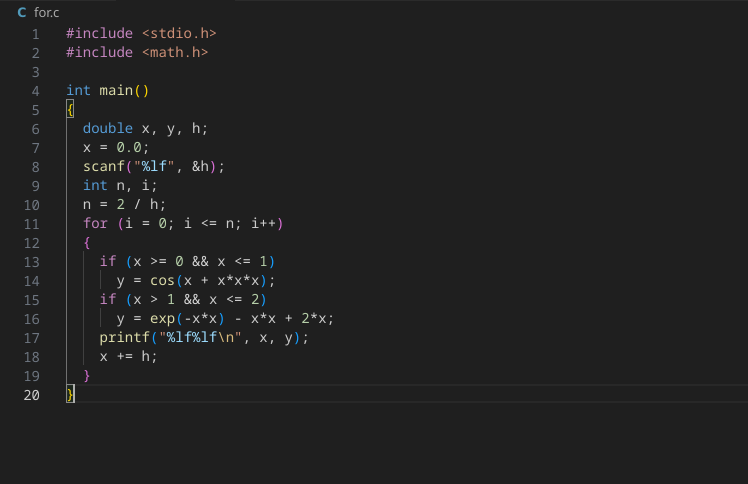 C for.c
1 #include <stdio.h>
2 #include <math.h>
3
4 int main()
5 {
6 double x, y, h;
7 x = 0.0;
8 scanf("%lf", &h);
9 int n, i;
10 n = 2 / h;
11 for (i = 0; i <= n; i++)
12 {
13 if (x >= 0 && x <= 1)
14 y = cos(x + x*x*x);
15 if (x > 1 && x <= 2)
16 y = exp(-x*x) - x*x + 2*x;
17 printf("%lf%lf\n", x, y);
18 x += h;
19 }
20 }